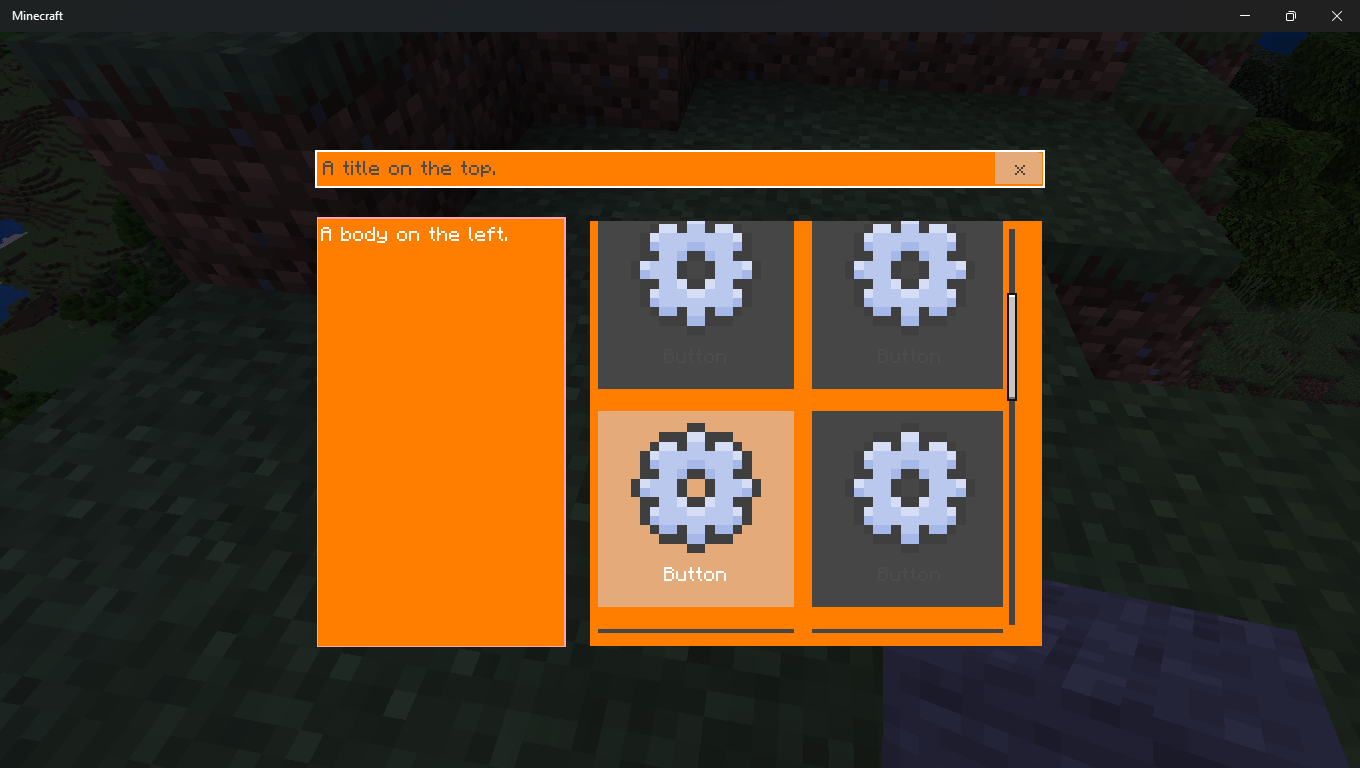 Minecraft
A title on the top.
A body on the left.
Button
Button
Button
Button